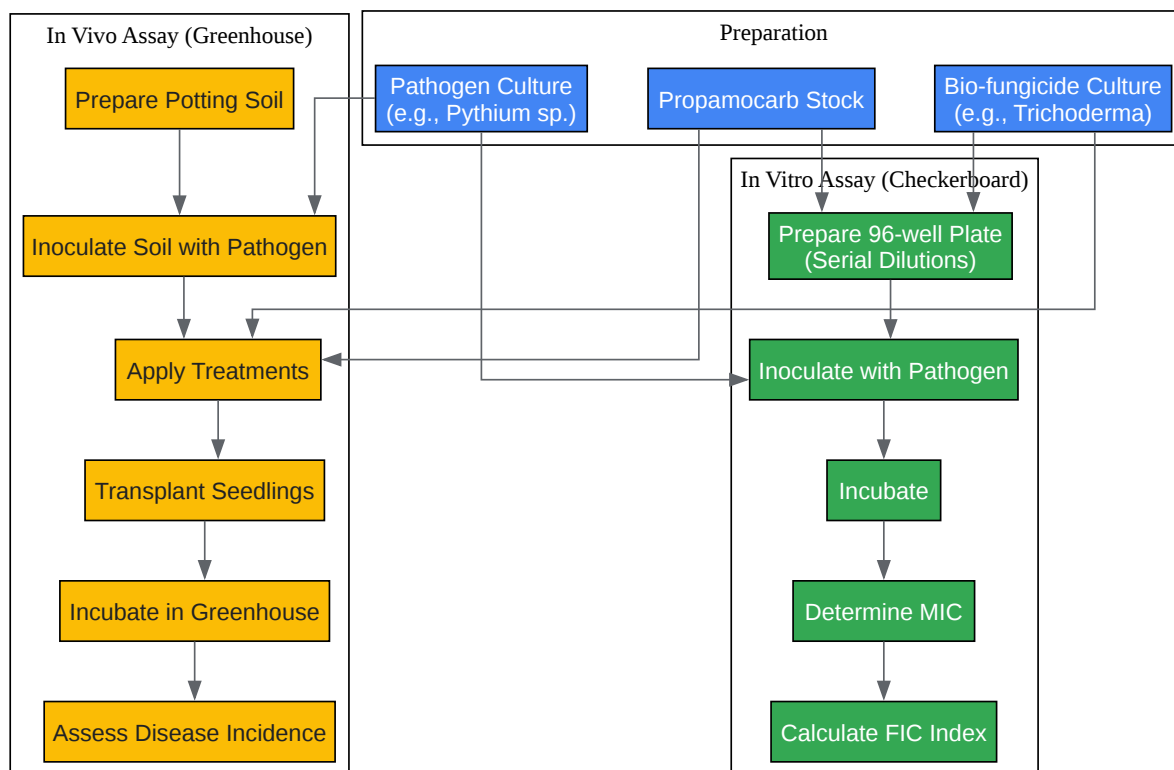 In Vivo Assay (Greenhouse)
Prepare Potting Soil
Inoculate Soil with Pathogen
Apply Treatments
Transplant Seedlings
Incubate in Greenhouse
Assess Disease Incidence
Preparation
Pathogen Culture
(e.g., Pythium sp.)
Propamocarb Stock
Bio-fungicide Culture
(e.g., Trichoderma)
In Vitro Assay (Checkerboard)
Prepare 96-well Plate
(Serial Dilutions)
Inoculate with Pathogen
Incubate
Determine MIC
Calculate FIC Index